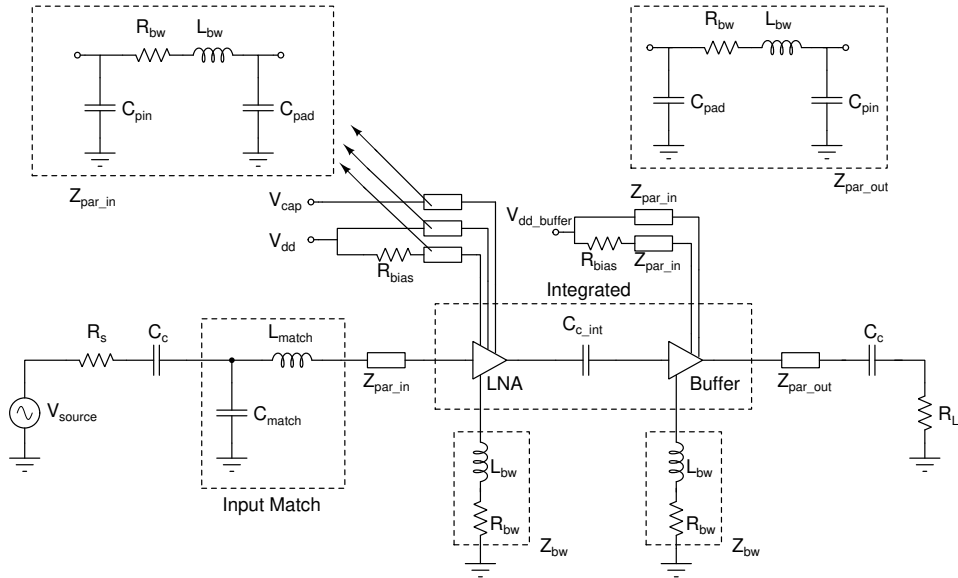 R_bw L_bw
C_pin C_pad
Z_par_in
R_bw L_bw
C_pad C_pin
Z_par_out
V_cap
V_dd
R_bias
Z_par_in
V_dd_buffer
R_bias Z_par_in
Integrated
R_s C_c
L_match
C_c_int
C_c
Z_par_in LNA Buffer Z_par_out
V_source
C_match
R_L
Input Match
L_bw
R_bw
Z_bw
L_bw
R_bw
Z_bw